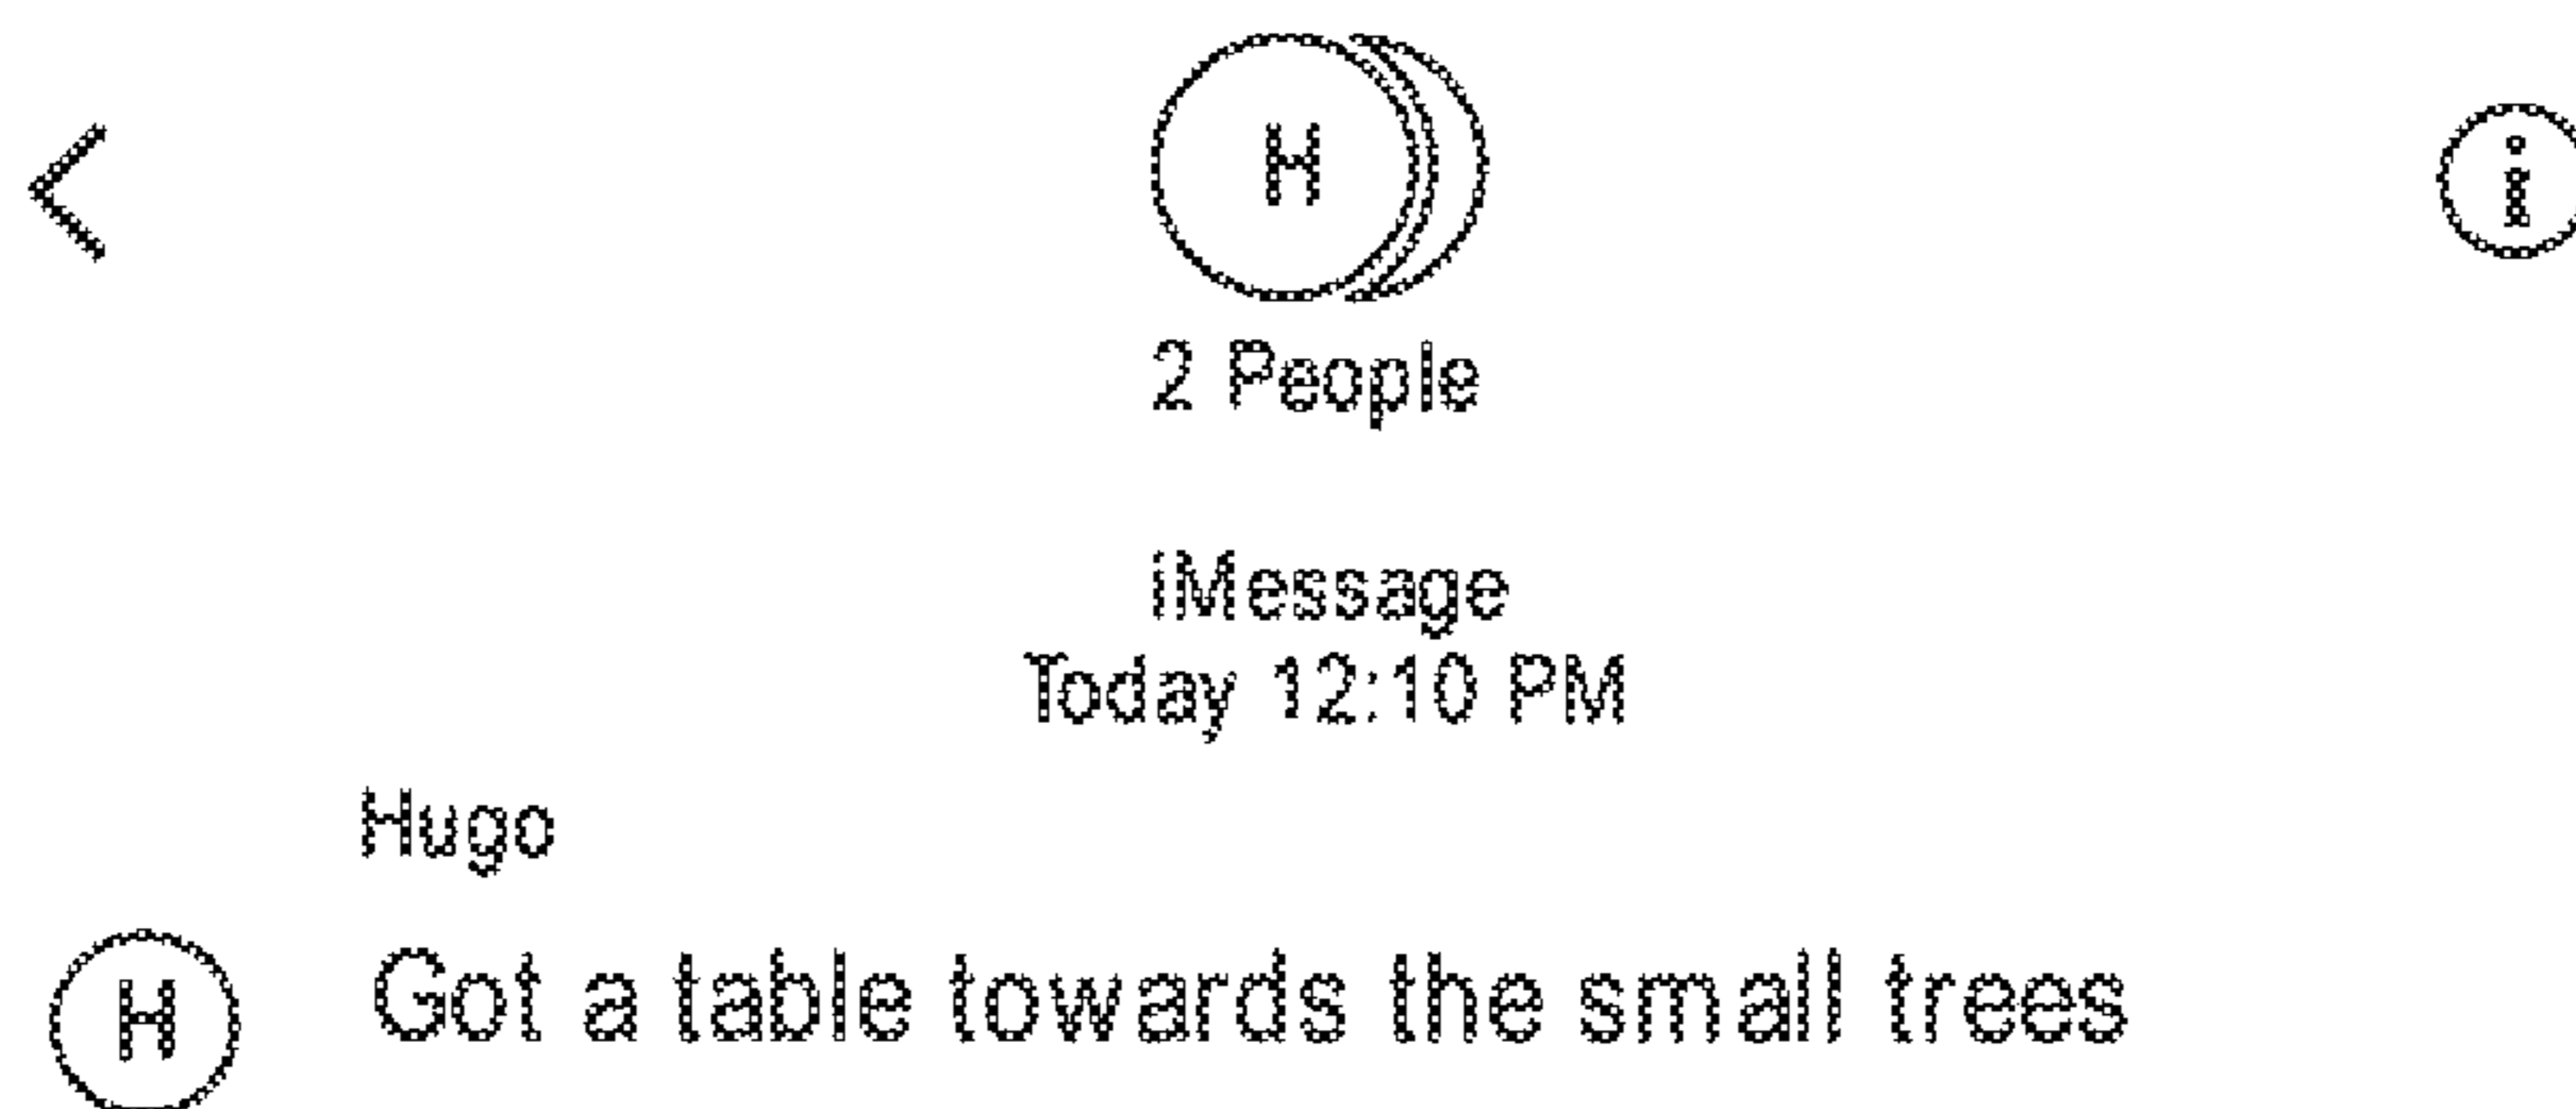 H
i
2 People
iMessage
Today 12:10 PM
Hugo
H Got a table towards the small trees